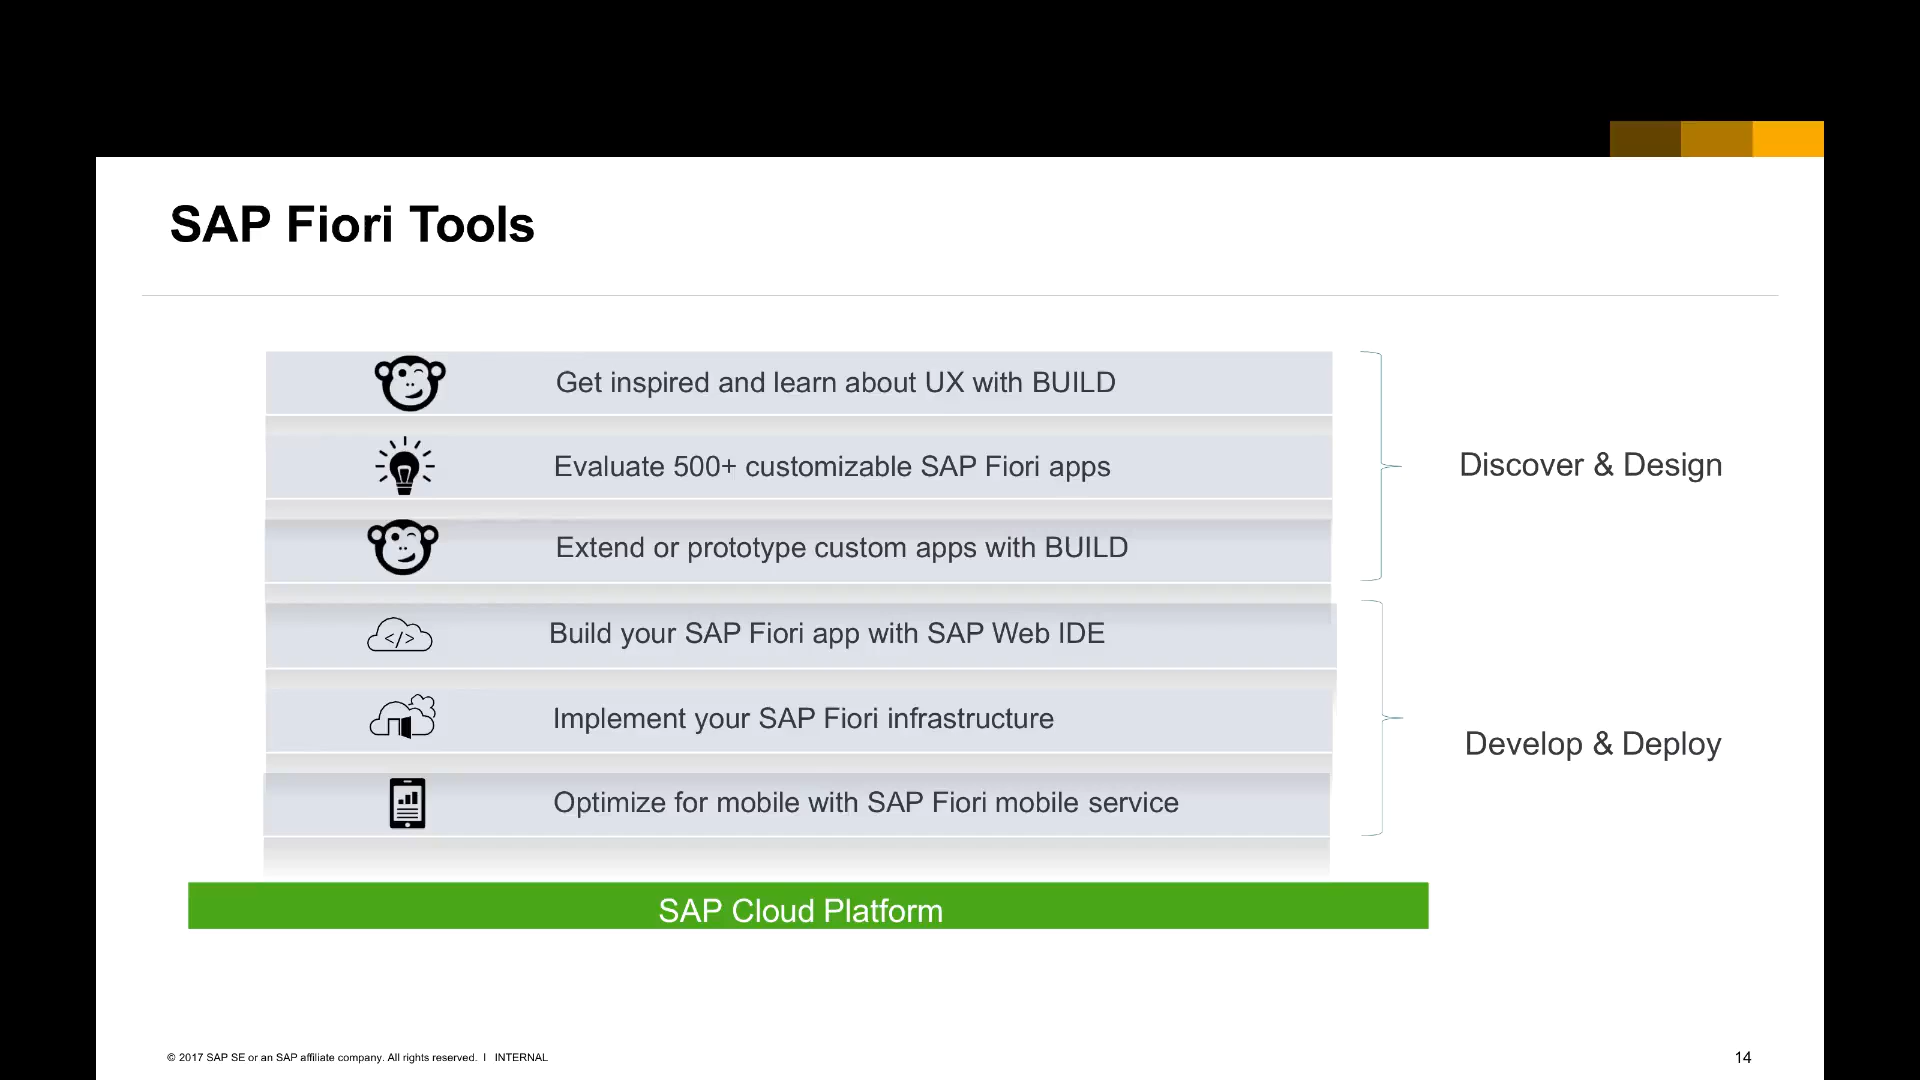 SAP Fiori Tools
Get inspired and learn about UX with BUILD
Evaluate 500+ customizable SAP Fiori apps
Extend or prototype custom apps with BUILD
Discover & Design
</>
Build your SAP Fiori app with SAP Web IDE
Implement your SAP Fiori infrastructure
Optimize for mobile with SAP Fiori mobile service
Develop & Deploy
SAP Cloud Platform
© 2017 SAP SE or an SAP affiliate company. All rights reserved. I INTERNAL
14